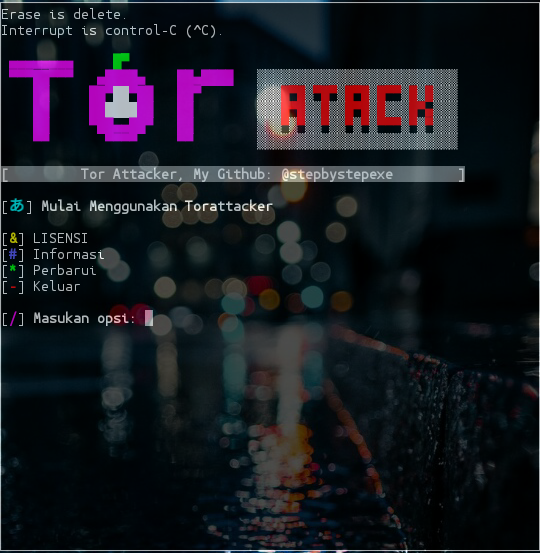 Erase is delete.
Interrupt is control-C (^C).
Tor ATACK
[ Tor Attacker, My Github: @stepbystepexe ]
[あ] Mulai Menggunakan Torattacker
[&] LISENSI
[#] Informasi
[*] Perbarui
[-] Keluar
[/] Masukan opsi: